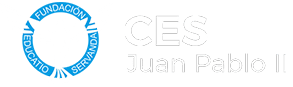 FUNDACIÓN
EDUCATIO
SERVANDA
CES
Juan Pablo II